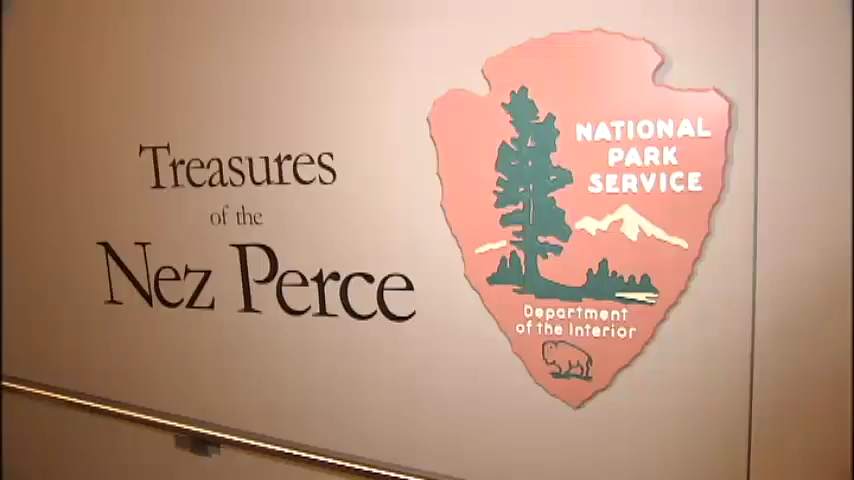 Treasures
of the
Nez Perce
NATIONAL
PARK
SERVICE
Department
of the Interior